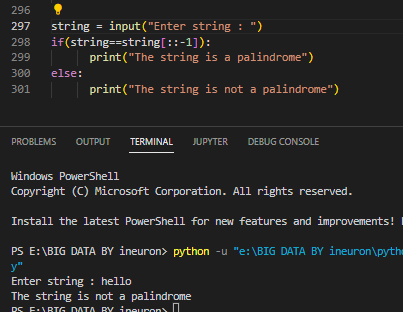 296
297 string = input("Enter string : ")
298 if(string==string[::-1]):
299 print("The string is a palindrome")
300 else:
301 print("The string is not a palindrome")
PROBLEMS OUTPUT TERMINAL JUPYTER DEBUG CONSOLE
Windows PowerShell
Copyright (C) Microsoft Corporation. All rights reserved.
Install the latest PowerShell for new features and improvements!
PS E:\BIG DATA BY ineuron> python -u "e:\BIG DATA BY ineuron\pytho
y"
Enter string : hello
The string is not a palindrome
PS E:\BIG DATA BY ineuron>